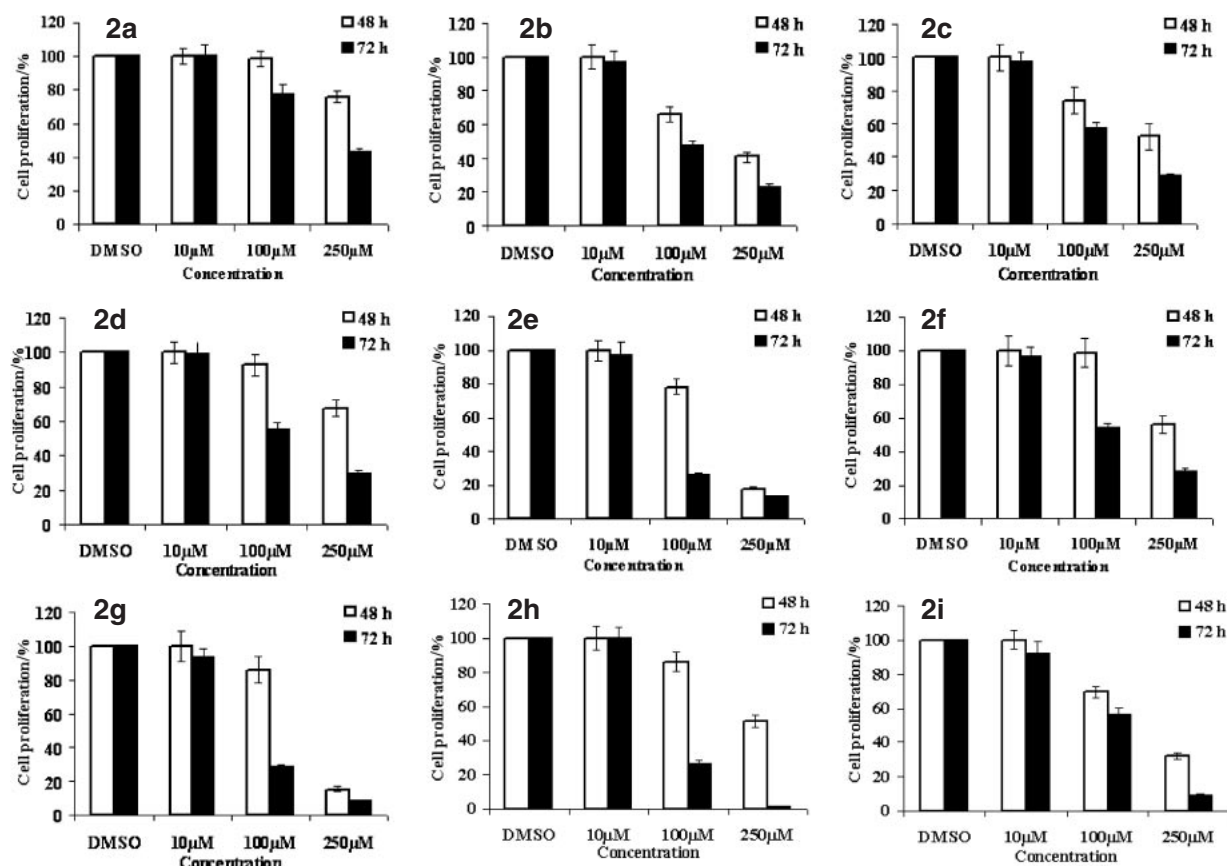 2a
48 h
72 h
Cell proliferation/%
120
100
80
60
40
20
0
DMSO 10µM 100µM 250µM
Concentration
2b
48 h
72 h
Cell proliferation/%
120
100
80
60
40
20
0
DMSO 10µM 100µM 250µM
Concentration
2c
48 h
72 h
Cell proliferation/%
120
100
80
60
40
20
0
DMSO 10µM 100µM 250µM
Concentration
2d
48 h
72 h
Cell proliferation/%
120
100
80
60
40
20
0
DMSO 10µM 100µM 250µM
Concentration
2e
48 h
72 h
Cell proliferation/%
120
100
80
60
40
20
0
DMSO 10µM 100µM 250µM
Concentration
2f
48 h
72 h
Cell proliferation/%
120
100
80
60
40
20
0
DMSO 10µM 100µM 250µM
Concentration
2g
48 h
72 h
Cell proliferation/%
120
100
80
60
40
20
0
DMSO 10µM 100µM 250µM
Concentration
2h
48 h
72 h
Cell proliferation/%
120
100
80
60
40
20
0
DMSO 10µM 100µM 250µM
Concentration
2i
48 h
72 h
Cell proliferation/%
120
100
80
60
40
20
0
DMSO 10µM 100µM 250µM
Concentration